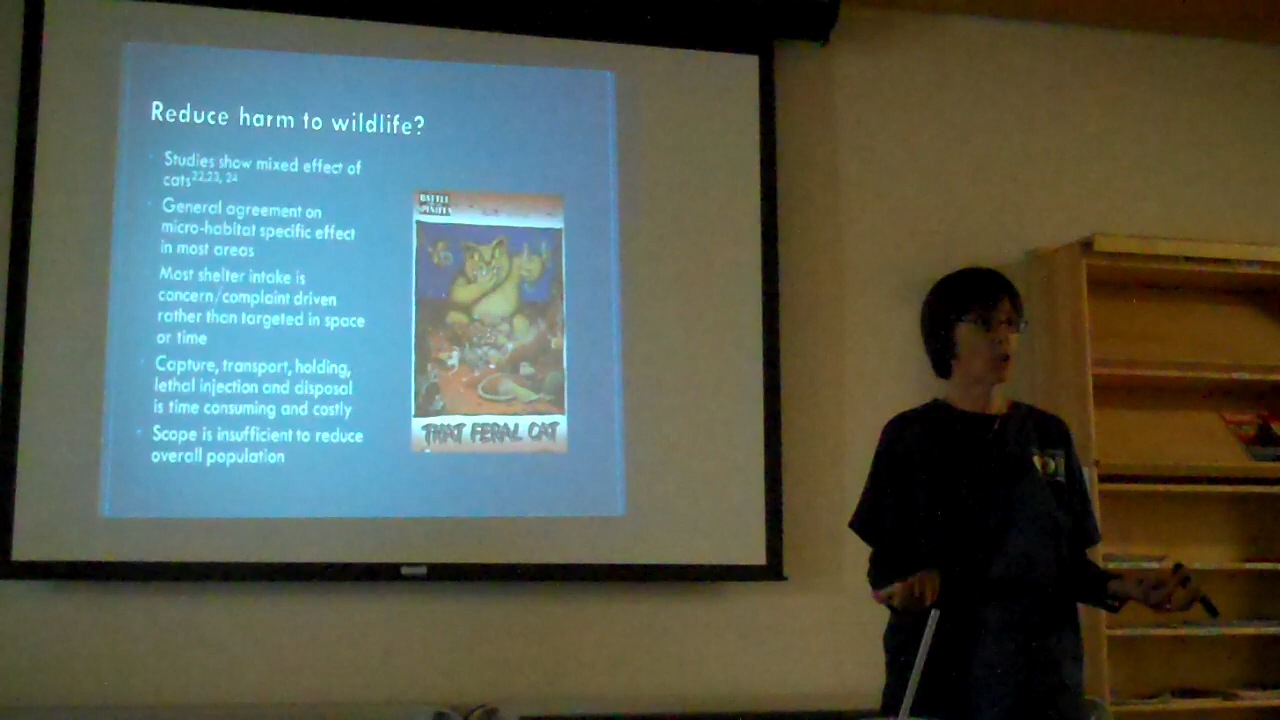 Reduce harm to wildlife?
Studies show mixed effect of
cats22,23, 24
General agreement on
micro-habitat specific effect
in most areas
Most shelter intake is
concern/complaint driven
rather than targeted in space
or time
Capture, transport, holding,
lethal injection and disposal
is time consuming and costly
Scope is insufficient to reduce
overall population
BATTLE
SPINIFEX
THAT FERAL CAT